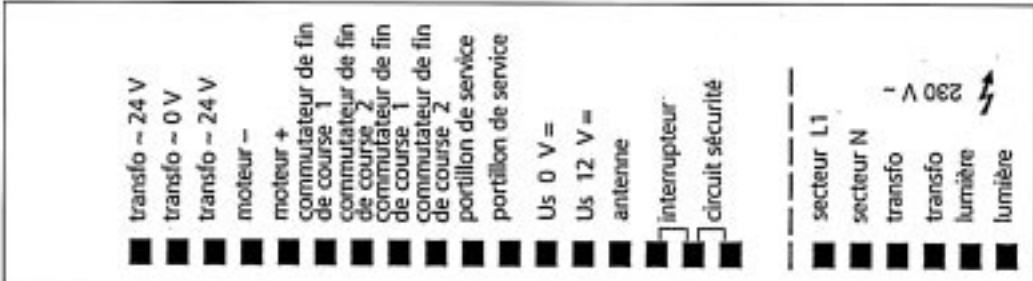 transfo ~ 24 V
transfo ~ 0 V
transfo ~ 24 V
moteur –
moteur +
commutateur de fin
de course 1
commutateur de fin
de course 2
commutateur de fin
de course 1
commutateur de fin
de course 2
portillon de service
portillon de service
Us 0 V =
Us 12 V =
antenne
interrupteur
circuit sécurité
secteur L1
secteur N
transfo
transfo
lumière
lumière
230 V ~